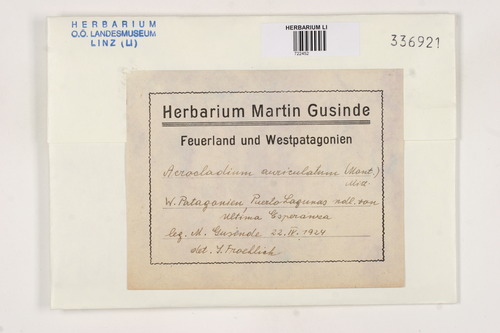 HERBARIUM
O.Ö. LANDESMUSEUM
LINZ (LI)
HERBARIUM LI
722452
336921
Herbarium Martin Gusinde
Feuerland und Westpatagonien
Acrocladium auriculatum (Mont.)
Mitt.
W. Patagonien, Puerto Lagunas ndl. von
Ultima Esperanza
leg. M. Gusinde 22.IV.1924
det. J. Froehlich